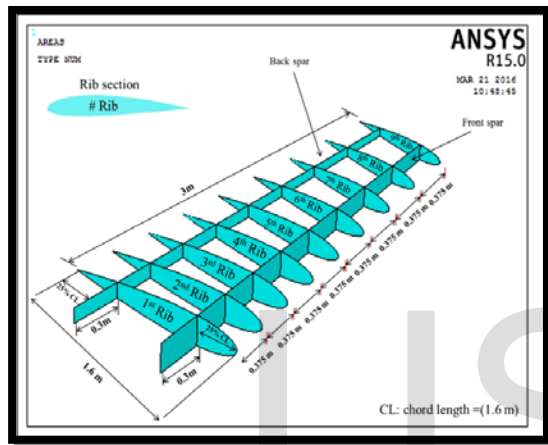 1
AREAS
TYPE NUM
ANSYS
R15.0
MAR 21 2016
10:48:45
Rib section
# Rib
Back spar
Front spar
3m
9th Rib
8th Rib
7th Rib
6th Rib
5th Rib
4th Rib
3rd Rib
2nd Rib
1st Rib
25% CL
25% CL
0.3m
0.3m
1.6 m
0.375 m
0.375 m
0.375 m
0.375 m
0.375 m
0.375 m
0.375 m
0.375 m
CL: chord length =(1.6 m)